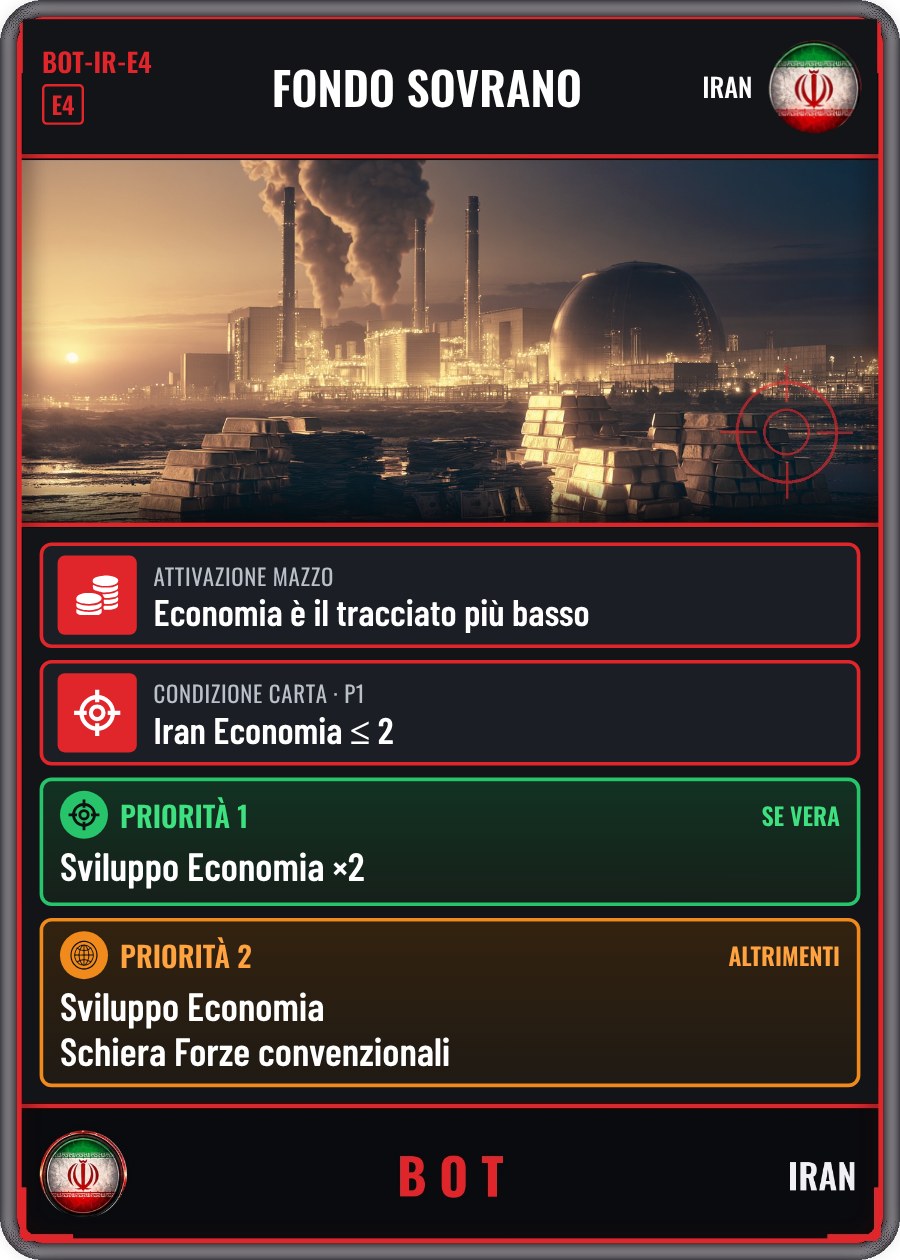 BOT-IR-E4
E4
FONDO SOVRANO
IRAN
ATTIVAZIONE MAZZO
Economia è il tracciato più basso
CONDIZIONE CARTA · P1
Iran Economia ≤ 2
PRIORITÀ 1
SE VERA
Sviluppo Economia ×2
PRIORITÀ 2
ALTRIMENTI
Sviluppo Economia
Schiera Forze convenzionali
BOT
IRAN